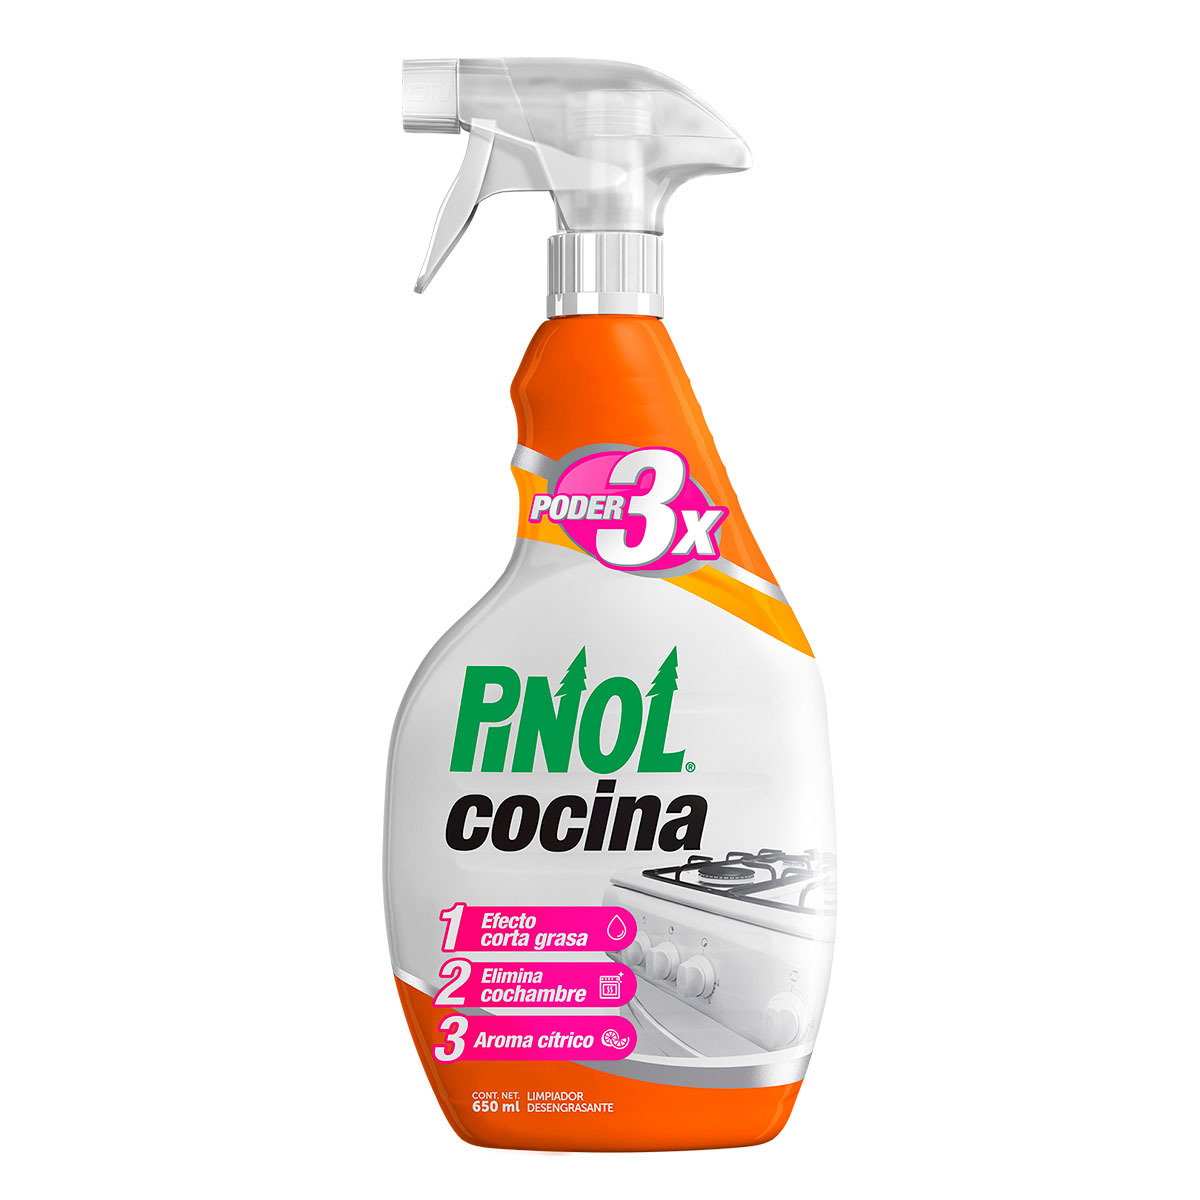 ON
PODER 3X
PiNOL®
cocina
1 Efecto
corta grasa
2 Elimina
cochambre
3 Aroma cítrico
CONT. NET. LIMPIADOR
650 ml DESENGRASANTE